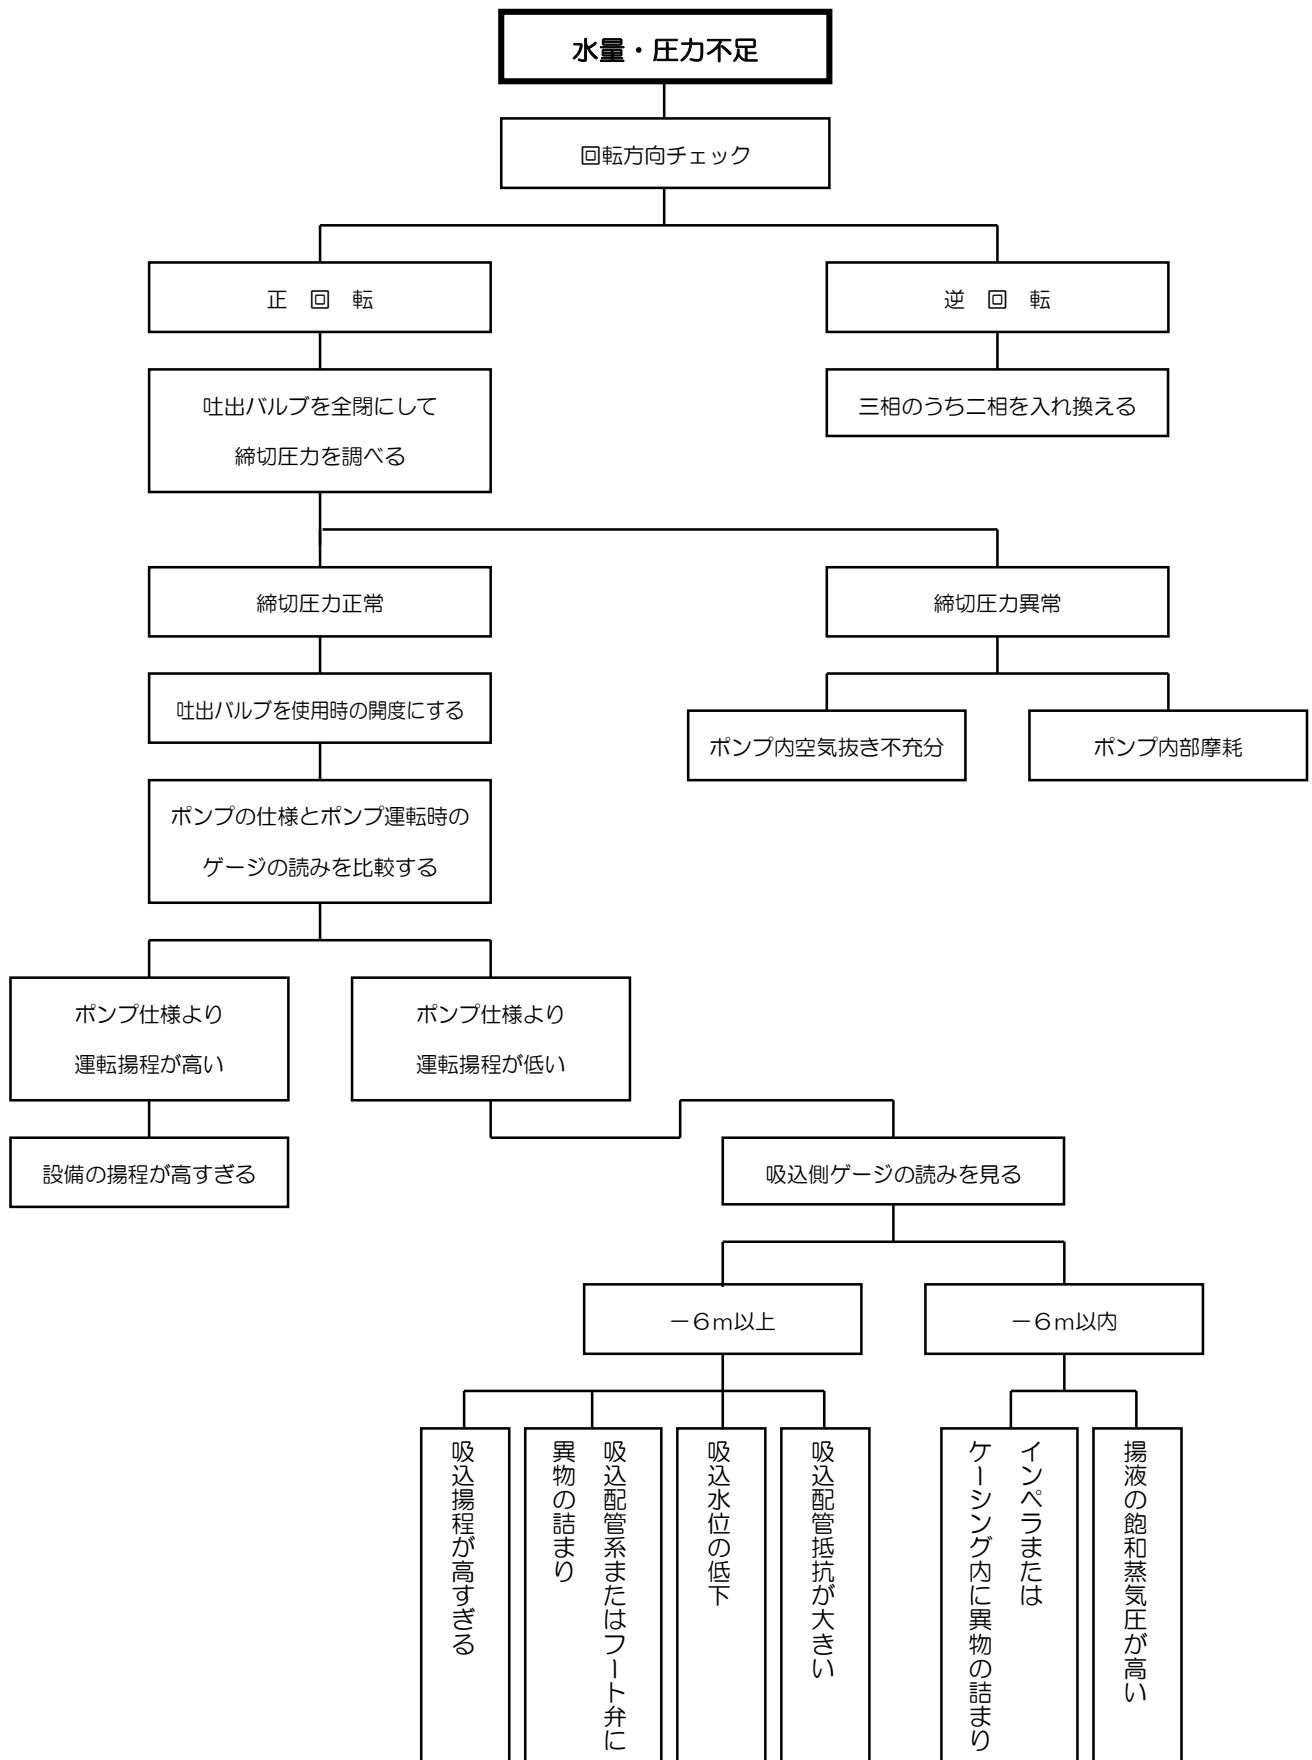 水量・圧力不足
回転方向チェック
正　回　転
逆　回　転
吐出バルブを全閉にして
締切圧力を調べる
三相のうち二相を入れ換える
締切圧力正常
締切圧力異常
吐出バルブを使用時の開度にする
ポンプ内空気抜き不充分
ポンプ内部摩耗
ポンプの仕様とポンプ運転時の
ゲージの読みを比較する
ポンプ仕様より
運転揚程が高い
ポンプ仕様より
運転揚程が低い
設備の揚程が高すぎる
吸込側ゲージの読みを見る
－６ｍ以上
－６ｍ以内
吸込揚程が高すぎる
吸込配管系またはフート弁に
異物の詰まり
吸込水位の低下
吸込配管抵抗が大きい
インペラまたは
ケーシング内に異物の詰まり
揚液の飽和蒸気圧が高い